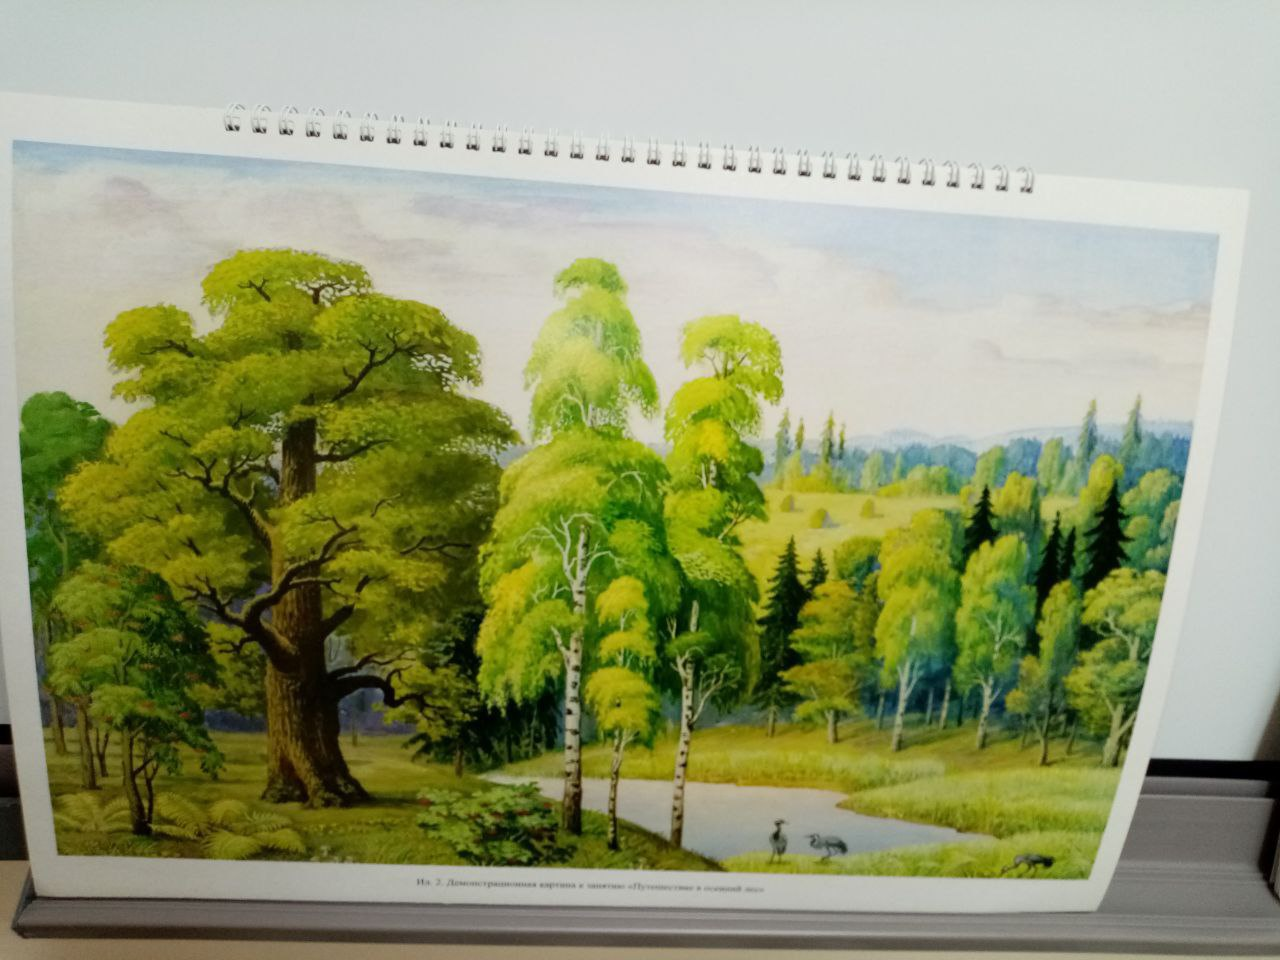 Ил. 2. Демонстрационная картина к занятию «Путешествие в осенний лес»